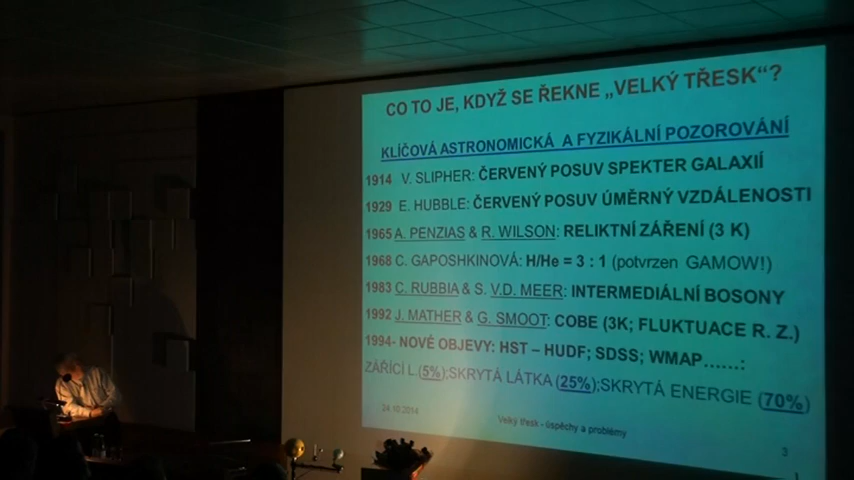 CO TO JE, KDYŽ SE ŘEKNE „VELKÝ TŘESK“?
KLÍČOVÁ ASTRONOMICKÁ A FYZIKÁLNÍ POZOROVÁNÍ
1914 V. SLIPHER: ČERVENÝ POSUV SPEKTER GALAXIÍ
1929 E. HUBBLE: ČERVENÝ POSUV ÚMĚRNÝ VZDÁLENOSTI
1965 A. PENZIAS & R. WILSON: RELIKTNÍ ZÁŘENÍ (3 K)
1968 C. GAPOSHKINOVÁ: H/He = 3 : 1 (potvrzen GAMOW!)
1983 C. RUBBIA & S. V.D. MEER: INTERMEDIÁLNÍ BOSONY
1992 J. MATHER & G. SMOOT: COBE (3K; FLUKTUACE R. Z.)
1994- NOVÉ OBJEVY: HST – HUDF; SDSS; WMAP…….:
ZÁŘÍCÍ L.(5%);SKRYTÁ LÁTKA (25%);SKRYTÁ ENERGIE (70%)
24.10.2014
Velký třesk - úspěchy a problémy
3